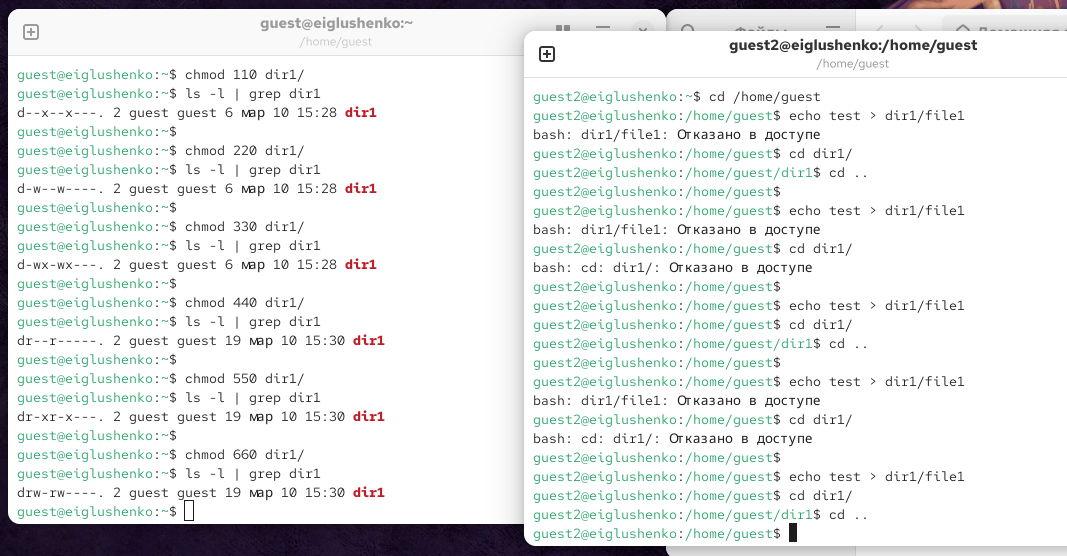 guest@eiglushenko:~
/home/guest
guest@eiglushenko:~$ chmod 110 dir1/
guest@eiglushenko:~$ ls -l | grep dir1
d--x--x---. 2 guest guest 6 мар 10 15:28 dir1
guest@eiglushenko:~$
guest@eiglushenko:~$ chmod 220 dir1/
guest@eiglushenko:~$ ls -l | grep dir1
d-w--w----. 2 guest guest 6 мар 10 15:28 dir1
guest@eiglushenko:~$
guest@eiglushenko:~$ chmod 330 dir1/
guest@eiglushenko:~$ ls -l | grep dir1
d-wx-wx---. 2 guest guest 6 мар 10 15:28 dir1
guest@eiglushenko:~$
guest@eiglushenko:~$ chmod 440 dir1/
guest@eiglushenko:~$ ls -l | grep dir1
dr--r-----. 2 guest guest 19 мар 10 15:30 dir1
guest@eiglushenko:~$
guest@eiglushenko:~$ chmod 550 dir1/
guest@eiglushenko:~$ ls -l | grep dir1
dr-xr-x---. 2 guest guest 19 мар 10 15:30 dir1
guest@eiglushenko:~$
guest@eiglushenko:~$ chmod 660 dir1/
guest@eiglushenko:~$ ls -l | grep dir1
drw-rw----. 2 guest guest 19 мар 10 15:30 dir1
guest@eiglushenko:~$
guest2@eiglushenko:/home/guest
/home/guest
guest2@eiglushenko:~$ cd /home/guest
guest2@eiglushenko:/home/guest$ echo test > dir1/file1
bash: dir1/file1: Отказано в доступе
guest2@eiglushenko:/home/guest$ cd dir1/
guest2@eiglushenko:/home/guest/dir1$ cd ..
guest2@eiglushenko:/home/guest$
guest2@eiglushenko:/home/guest$ echo test > dir1/file1
bash: dir1/file1: Отказано в доступе
guest2@eiglushenko:/home/guest$ cd dir1/
bash: cd: dir1/: Отказано в доступе
guest2@eiglushenko:/home/guest$
guest2@eiglushenko:/home/guest$ echo test > dir1/file1
guest2@eiglushenko:/home/guest$ cd dir1/
guest2@eiglushenko:/home/guest/dir1$ cd ..
guest2@eiglushenko:/home/guest$
guest2@eiglushenko:/home/guest$ echo test > dir1/file1
bash: dir1/file1: Отказано в доступе
guest2@eiglushenko:/home/guest$ cd dir1/
bash: cd: dir1/: Отказано в доступе
guest2@eiglushenko:/home/guest$
guest2@eiglushenko:/home/guest$ echo test > dir1/file1
guest2@eiglushenko:/home/guest$ cd dir1/
guest2@eiglushenko:/home/guest/dir1$ cd ..
guest2@eiglushenko:/home/guest$